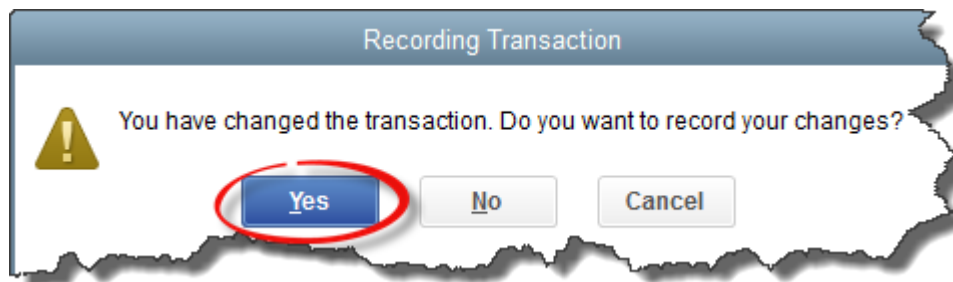 Recording Transaction
You have changed the transaction. Do you want to record your changes?
Yes No Cancel